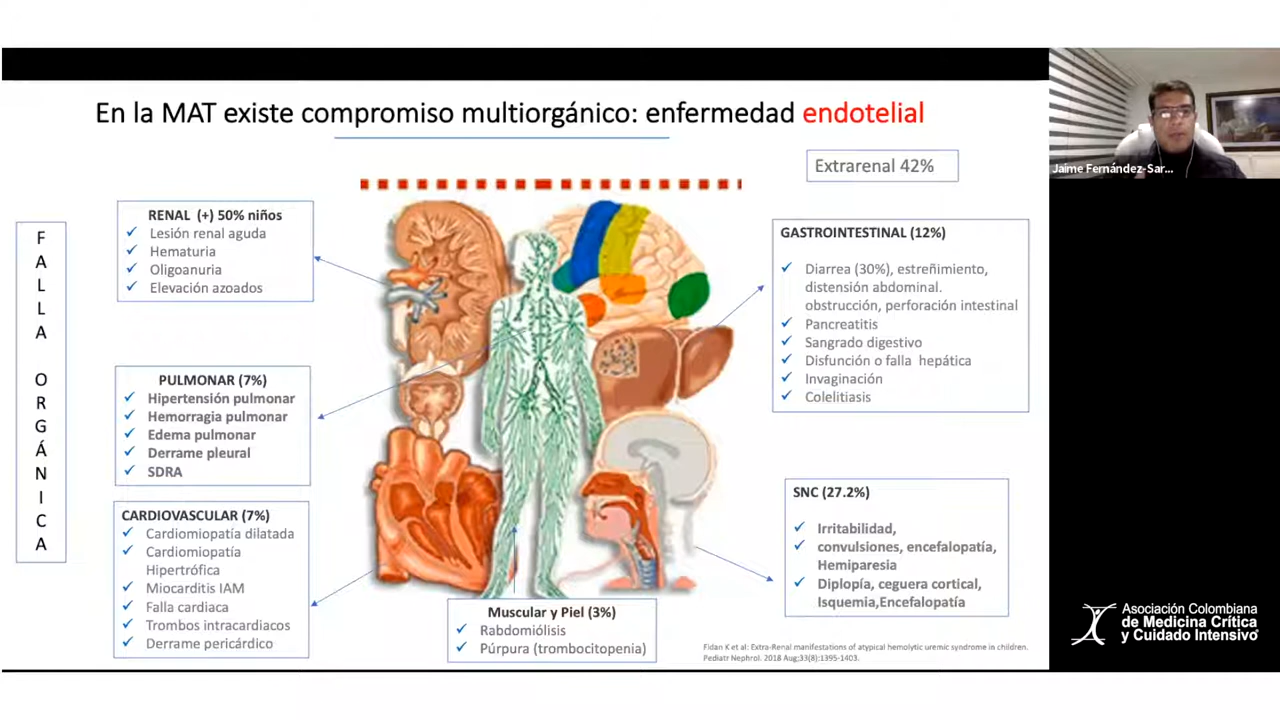 En la MAT existe compromiso multiorgánico: enfermedad endotelial
Extrarenal 42%
Jaime Fernández-Sar...
F
A
L
L
A
O
R
G
Á
N
I
C
A
RENAL (+) 50% niños
Lesión renal aguda
Hematuria
Oligoanuria
Elevación azoados
PULMONAR (7%)
Hipertensión pulmonar
Hemorragia pulmonar
Edema pulmonar
Derrame pleural
SDRA
CARDIOVASCULAR (7%)
Cardiomiopatía dilatada
Cardiomiopatía
Hipertrófica
Miocarditis IAM
Falla cardiaca
Trombos intracardiacos
Derrame pericárdico
Muscular y Piel (3%)
Rabdomiólisis
Púrpura (trombocitopenia)
GASTROINTESTINAL (12%)
Diarrea (30%), estreñimiento,
distensión abdominal.
obstrucción, perforación intestinal
Pancreatitis
Sangrado digestivo
Disfunción o falla hepática
Invaginación
Colelitiasis
SNC (27.2%)
Irritabilidad,
convulsiones, encefalopatía,
Hemiparesia
Diplopía, ceguera cortical,
Isquemia,Encefalopatía
Fidan K et al: Extra-Renal manifestations of atypical hemolytic uremic syndrome in children.
Pediatr Nephrol. 2018 Aug;33(8):1395-1403.
Asociación Colombiana
de Medicina Crítica
y Cuidado Intensivo